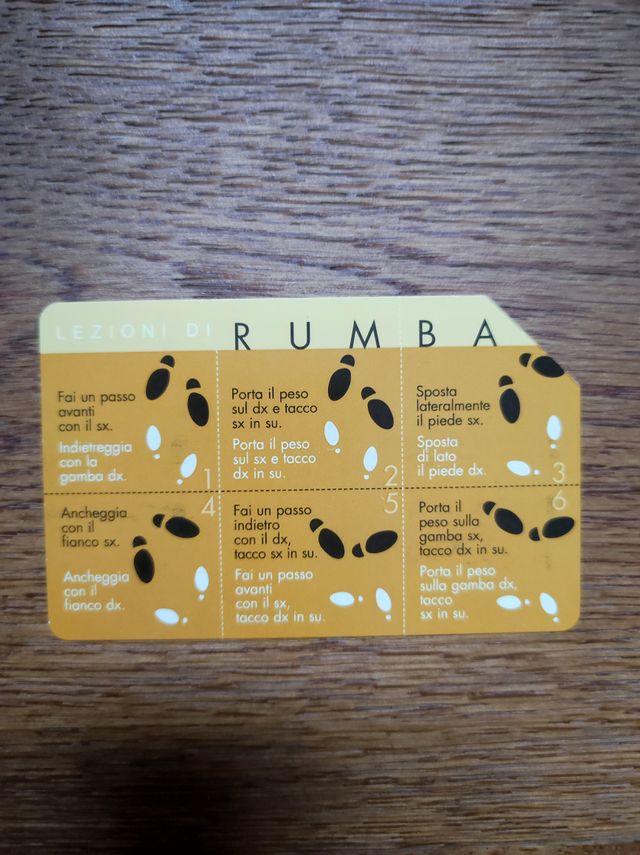 LEZIONI DI RUMBA
Fai un passo
avanti
con il sx.
Indietreggia
con la
gamba dx.
1
Porta il peso
sul dx e tacco
sx in su.
Porta il peso
sul sx e tacco
dx in su.
2
Sposta
lateralmente
il piede sx.
Sposta
di lato
il piede dx.
3
Ancheggia
con il
fianco sx.
Ancheggia
con il
fianco dx.
4
Fai un passo
indietro
con il dx,
tacco sx in su.
Fai un passo
avanti
con il sx,
tacco dx in su.
5
Porta il
peso sulla
gamba sx,
tacco dx in su.
Porta il peso
sulla gamba dx,
tacco
sx in su.
6